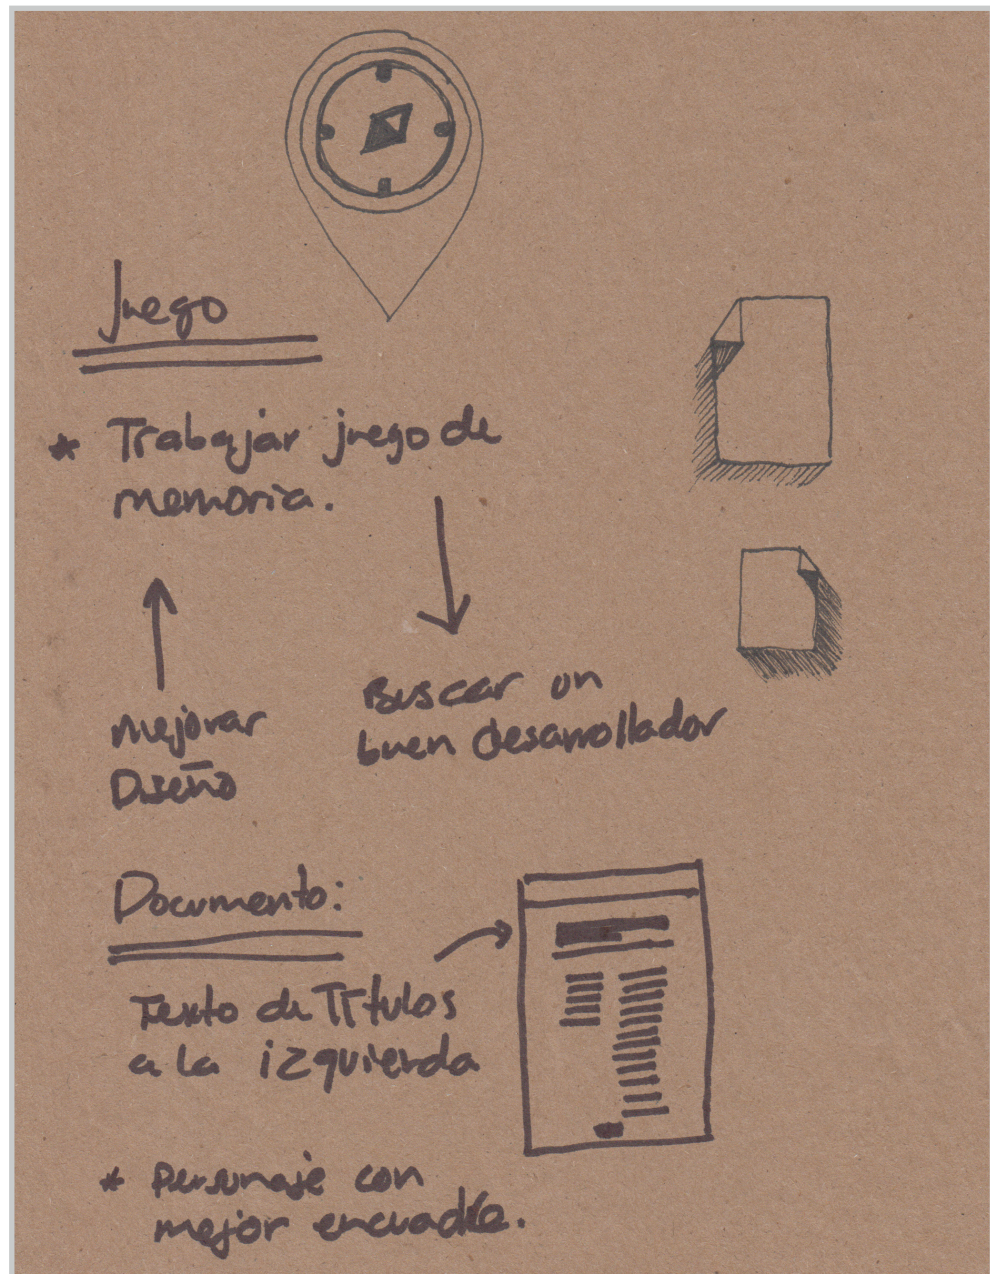 Juego
* Trabajar juego de
memoria.
mejorar
Diseño
Buscar un
buen desarrollador
Documento:
Texto de Títulos
a la izquierda
* Personaje con
mejor encuadre.